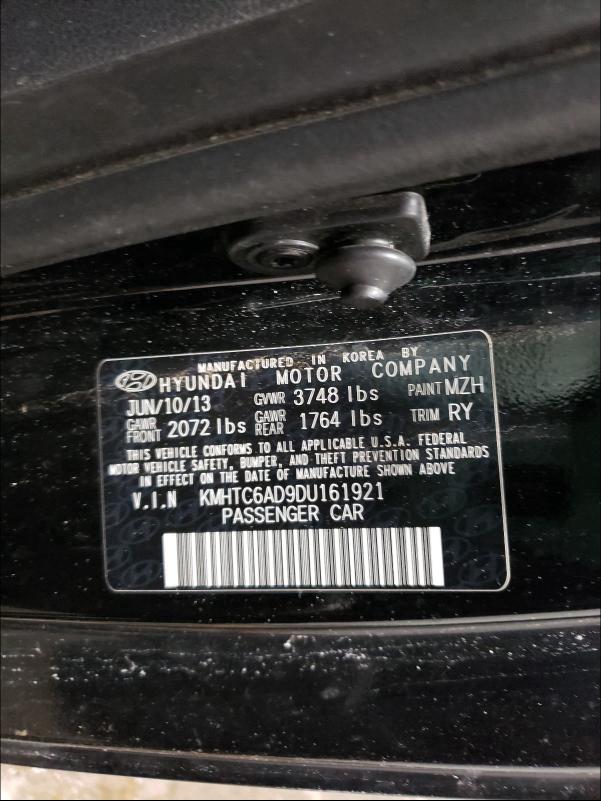 MANUFACTURED IN KOREA BY
HYUNDAI MOTOR COMPANY
JUN/10/13 GVWR 3748 lbs PAINT MZH
GAWR FRONT 2072 lbs GAWR REAR 1764 lbs TRIM RY
THIS VEHICLE CONFORMS TO ALL APPLICABLE U.S.A. FEDERAL
MOTOR VEHICLE SAFETY, BUMPER, AND THEFT PREVENTION STANDARDS
IN EFFECT ON THE DATE OF MANUFACTURE SHOWN ABOVE
V.I.N KMHTC6AD9DU161921
PASSENGER CAR